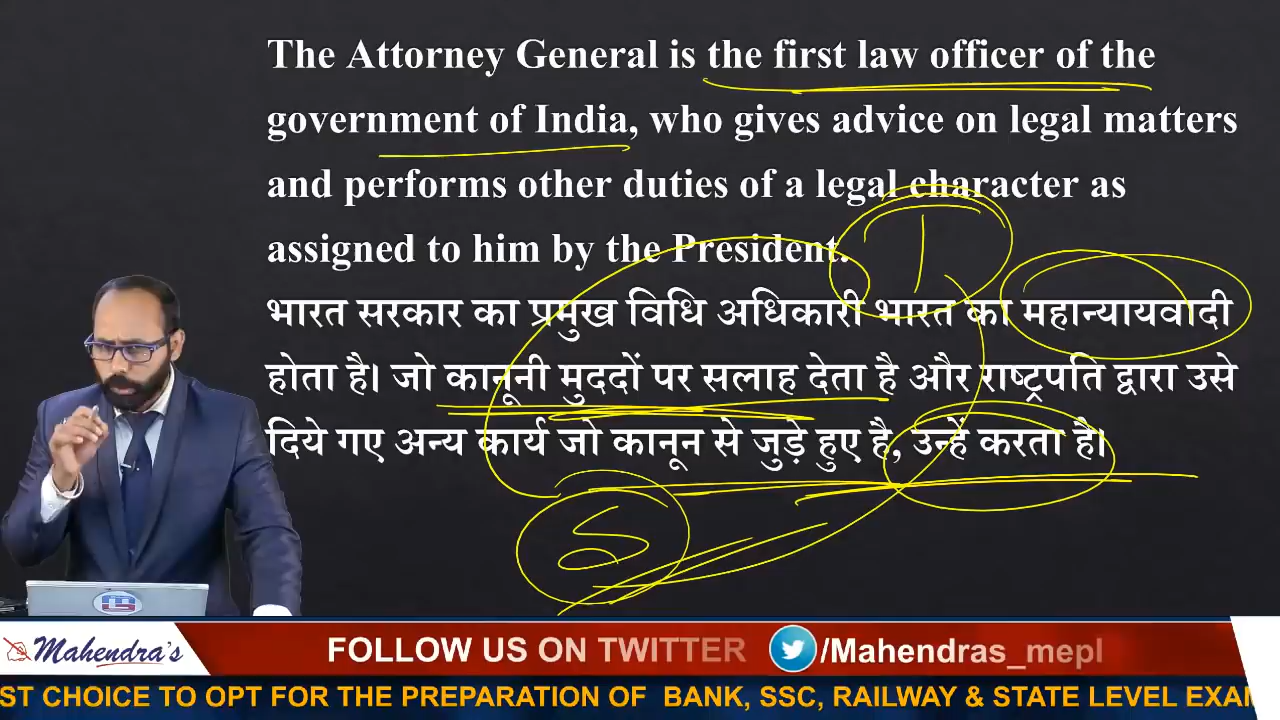 The Attorney General is the first law officer of the
government of India, who gives advice on legal matters
and performs other duties of a legal character as
assigned to him by the President.
1
भारत सरकार का प्रमुख विधि अधिकारी भारत का महान्यायवादी
होता है। जो कानूनी मुददों पर सलाह देता है और राष्ट्रपति द्वारा उसे
दिये गए अन्य कार्य जो कानून से जुड़े हुए है, उन्हें करता है।
Mahendra's
FOLLOW US ON TWITTER /Mahendras_mepl
ST CHOICE TO OPT FOR THE PREPARATION OF BANK, SSC, RAILWAY & STATE LEVEL EXA